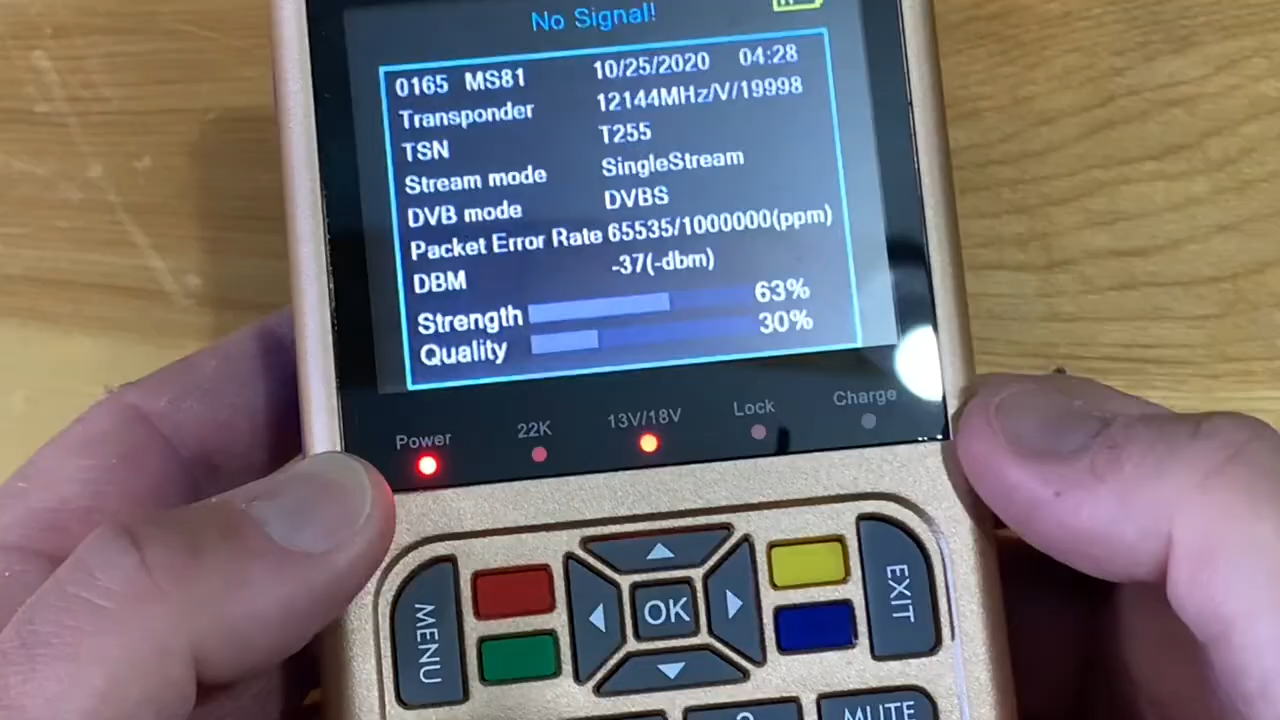 No Signal!
0165 MS81 10/25/2020 04:28
Transponder 12144MHz/V/19998
TSN T255
Stream mode SingleStream
DVB mode DVBS
Packet Error Rate 65535/1000000(ppm)
DBM -37(-dbm)
Strength 63%
Quality 30%
Power 22K 13V/18V Lock Charge
MENU OK EXIT
MUTE